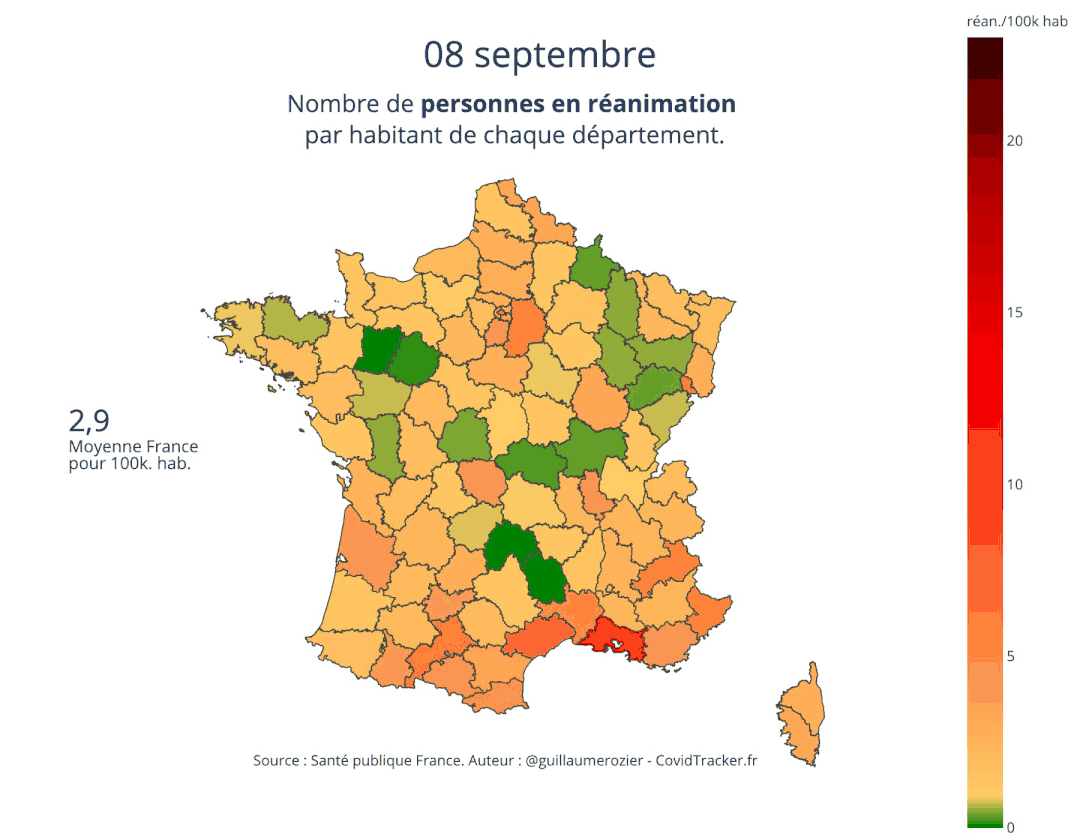 réan./100k hab
08 septembre
Nombre de personnes en réanimation
par habitant de chaque département.
20
15
2,9
Moyenne France
pour 100k. hab.
10
5
Source : Santé publique France. Auteur : @guillaumerozier - CovidTracker.fr
0